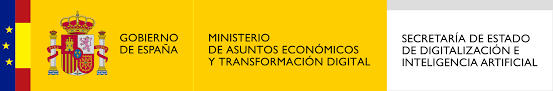 GOBIERNO
DE ESPAÑA
MINISTERIO
DE ASUNTOS ECONÓMICOS
Y TRANSFORMACIÓN DIGITAL
SECRETARÍA DE ESTADO
DE DIGITALIZACIÓN E
INTELIGENCIA ARTIFICIAL